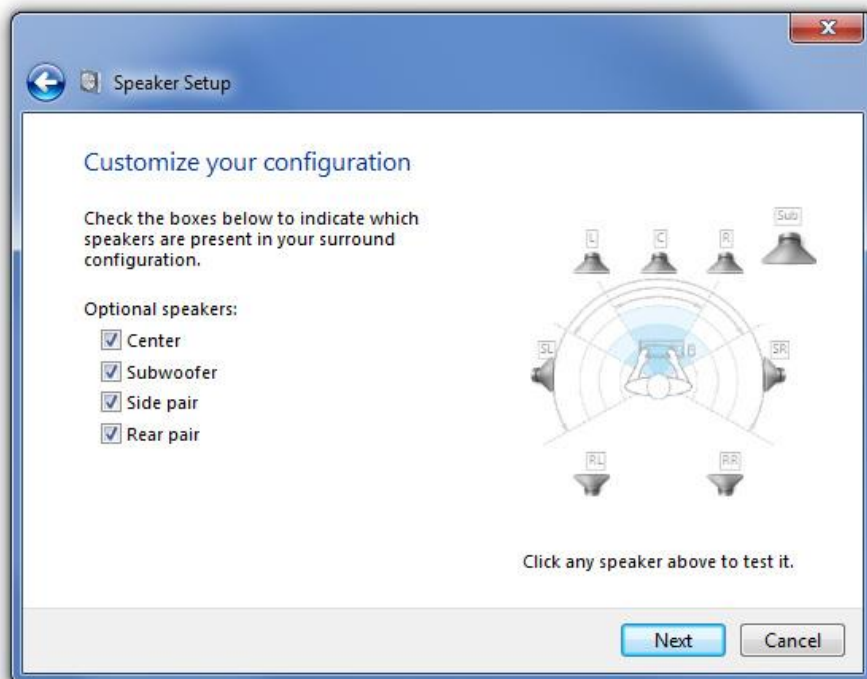 Speaker Setup
Customize your configuration
Check the boxes below to indicate which
speakers are present in your surround
configuration.
Optional speakers:
Center
Subwoofer
Side pair
Rear pair
Sub
L
C
R
SL
SR
RL
RR
Click any speaker above to test it.
Next
Cancel